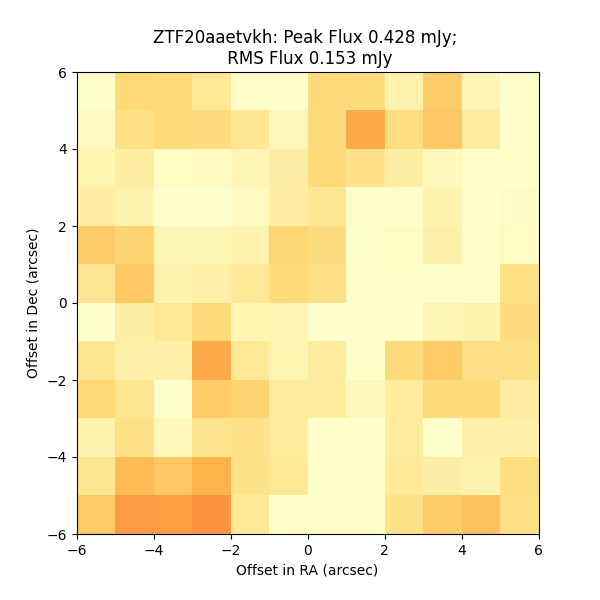 ZTF20aaetvkh: Peak Flux 0.428 mJy;
RMS Flux 0.153 mJy
6
4
2
0
−2
−4
−6
Offset in Dec (arcsec)
−6 −4 −2 0 2 4 6
Offset in RA (arcsec)